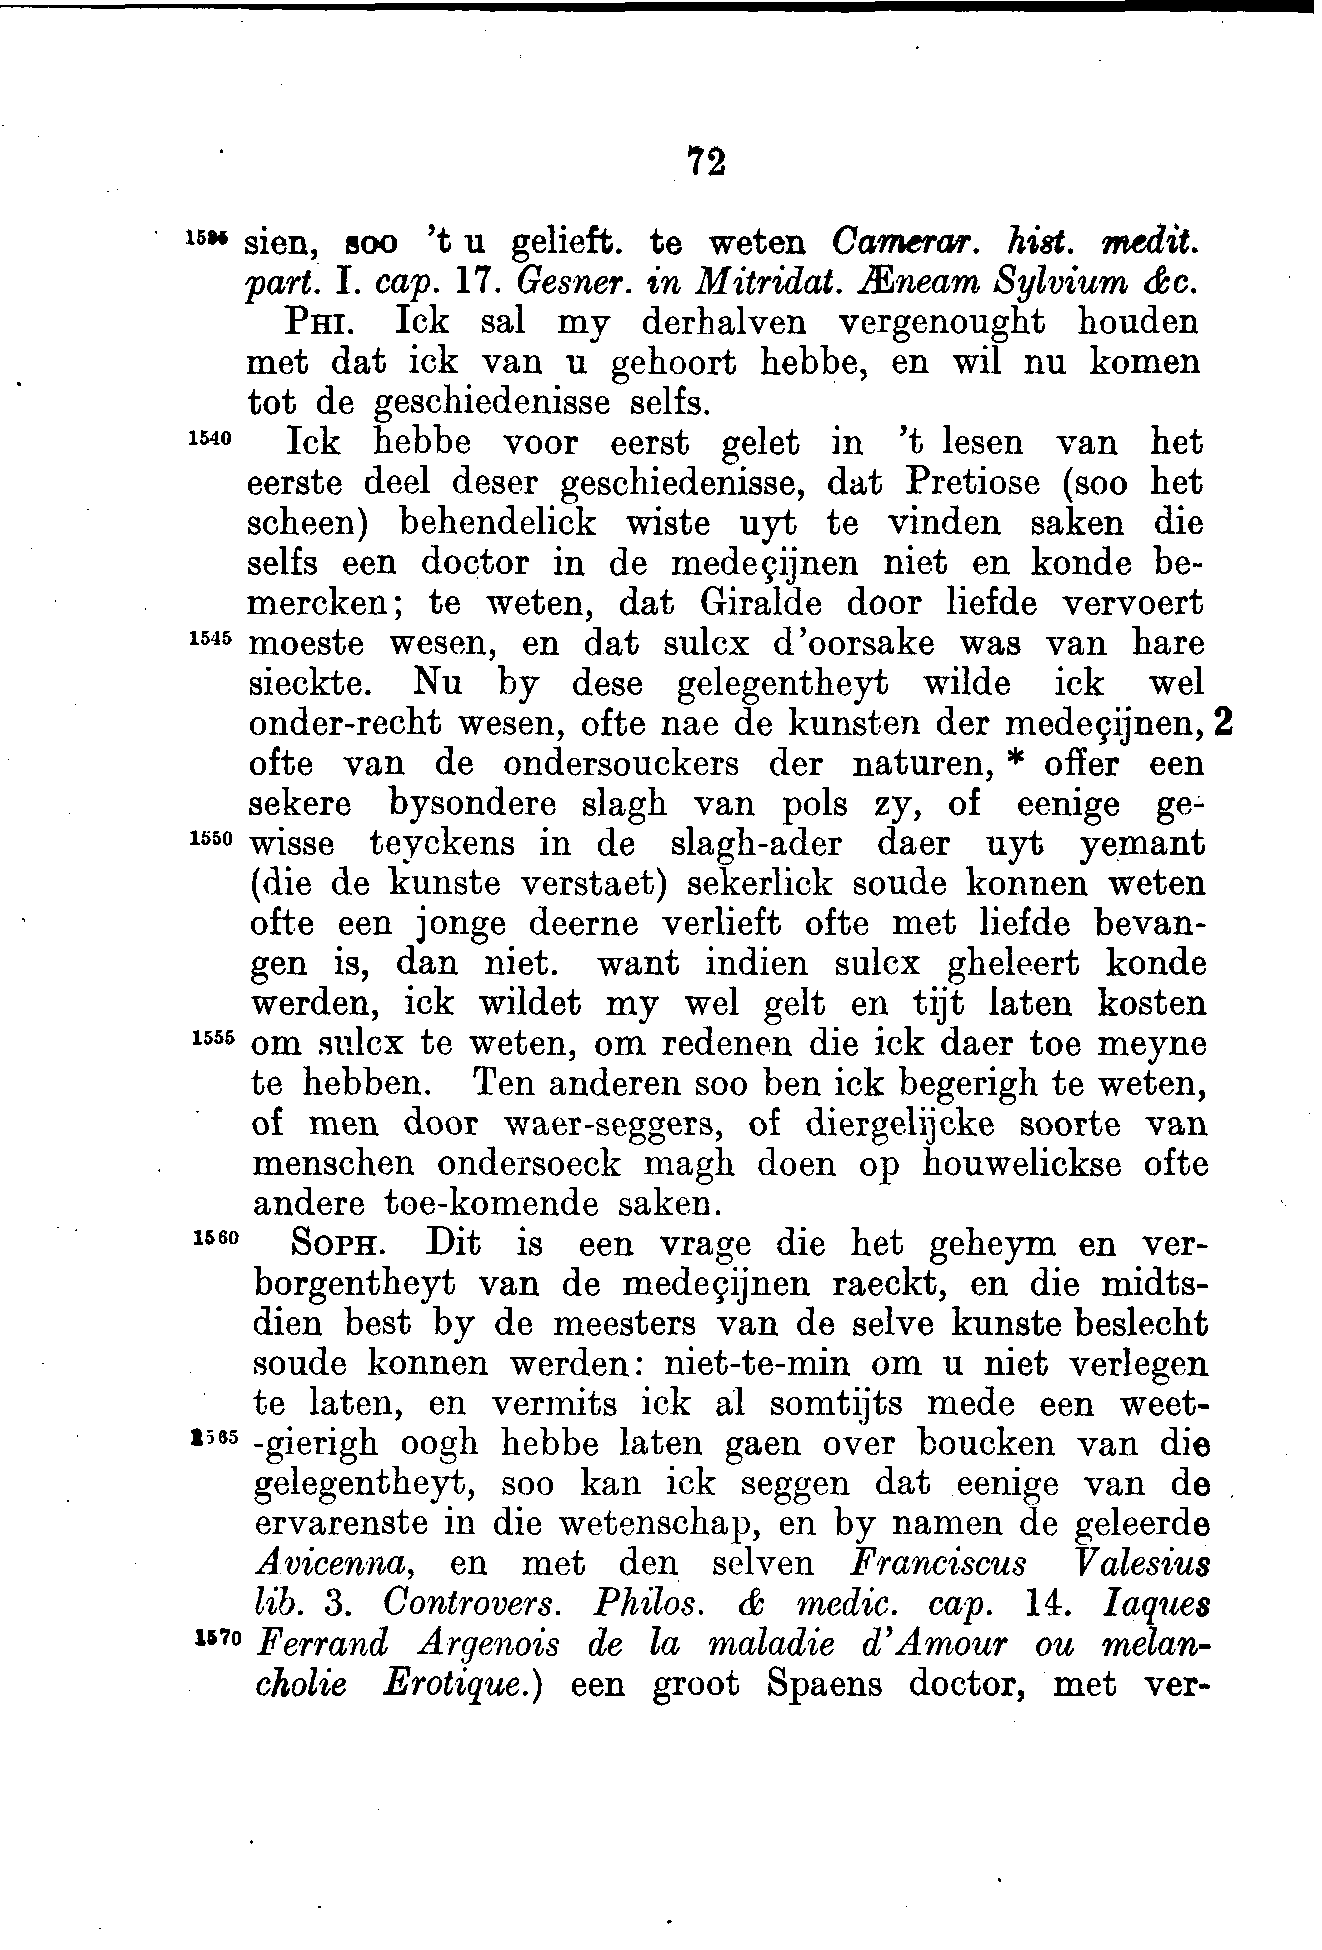 72
sien, soo 't u gelieft. te weten Camerar. hist. medit.
part. I. cap. 17. Gesner. in Mitridat. Æneam Sylvium &c.
PHI. Ick sal my derhalven vergenought houden
met dat ick van u gehoort hebbe, en wil nu komen
tot de geschiedenisse selfs.
1540 Ick hebbe voor eerst gelet in 't lesen van het
eerste deel deser geschiedenisse, dat Pretiose (soo het
scheen) behendelick wiste uyt te vinden saken die
selfs een doctor in de medeçijnen niet en konde be-
mercken; te weten, dat Giralde door liefde vervoert
1545 moeste wesen, en dat sulcx d'oorsake was van hare
sieckte. Nu by dese gelegentheyt wilde ick wel
onder-recht wesen, ofte nae de kunsten der medeçijnen, 2
ofte van de ondersouckers der naturen, * offer een
sekere bysondere slagh van pols zy, of eenige ge-
1550 wisse teyckens in de slagh-ader daer uyt yemant
(die de kunste verstaet) sekerlick soude konnen weten
ofte een jonge deerne verlieft ofte met liefde bevan-
gen is, dan niet. want indien sulcx gheleert konde
werden, ick wildet my wel gelt en tijt laten kosten
1555 om sulcx te weten, om redenen die ick daer toe meyne
te hebben. Ten anderen soo ben ick begerigh te weten,
of men door waer-seggers, of diergelijcke soorte van
menschen ondersoeck magh doen op houwelickse ofte
andere toe-komende saken.
1560 SOPH. Dit is een vrage die het geheym en ver-
borgentheyt van de medeçijnen raeckt, en die midts-
dien best by de meesters van de selve kunste beslecht
soude konnen werden: niet-te-min om u niet verlegen
te laten, en vermits ick al somtijts mede een weet-
1565 -gierigh oogh hebbe laten gaen over boucken van die
gelegentheyt, soo kan ick seggen dat eenige van de
ervarenste in die wetenschap, en by namen de geleerde
Avicenna, en met den selven Franciscus Valesius
lib. 3. Controvers. Philos. & medic. cap. 14. Iaques
1570 Ferrand Argenois de la maladie d'Amour ou melan-
cholie Erotique.) een groot Spaens doctor, met ver-